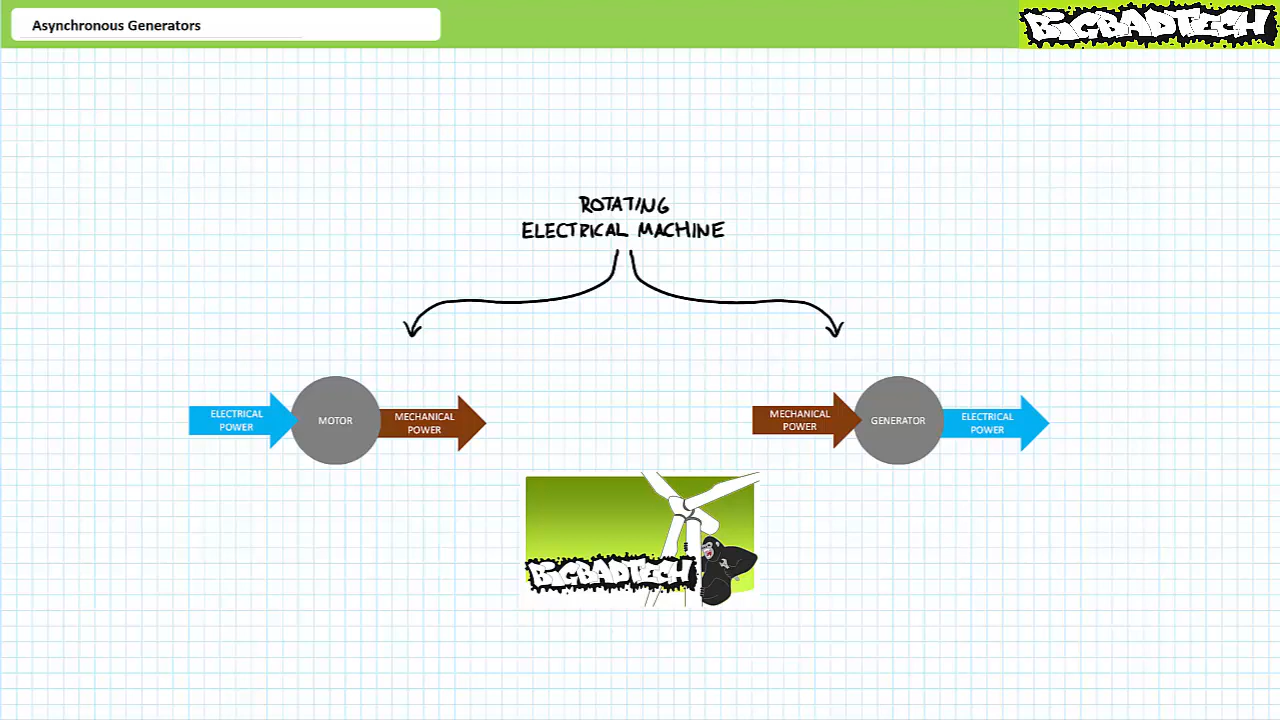 Asynchronous Generators
BIGBADTECH
ROTATING
ELECTRICAL MACHINE
ELECTRICAL
POWER
MOTOR
MECHANICAL
POWER
MECHANICAL
POWER
GENERATOR
ELECTRICAL
POWER
BIGBADTECH